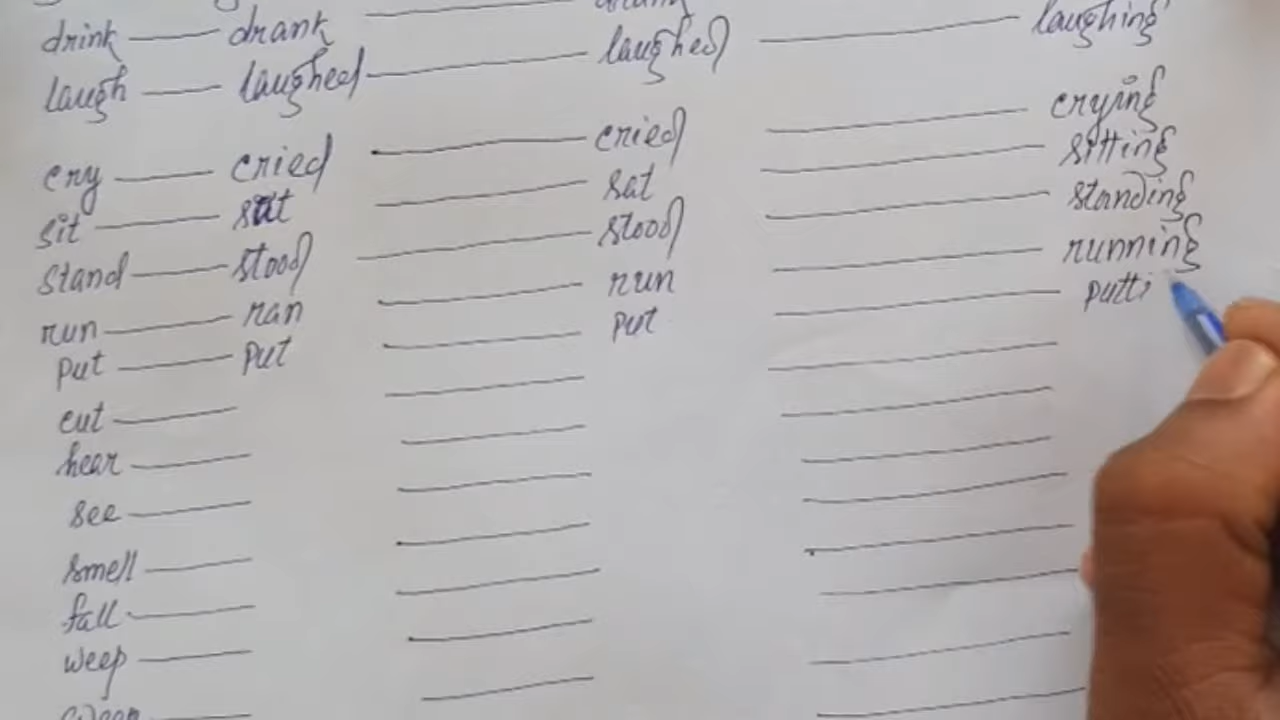 drink drank
laugh laughed laughed laughing
cry cried cried crying
sit sat sat sitting
stand stood stood standing
run ran run running
put put put putti
cut
hear
see
smell
fall
weep